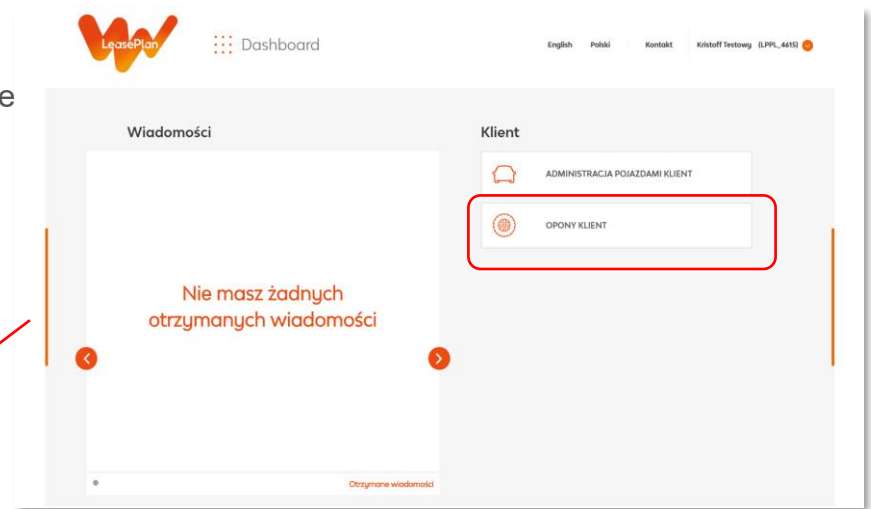 LeasePlan
Dashboard
English Polski Kontakt Kristoff Testowy (LPPL_4615)
e
Wiadomości
Klient
ADMINISTRACJA POJAZDAMI KLIENT
OPONY KLIENT
Nie masz żadnych
otrzymanych wiadomości
Otrzymane wiadomości